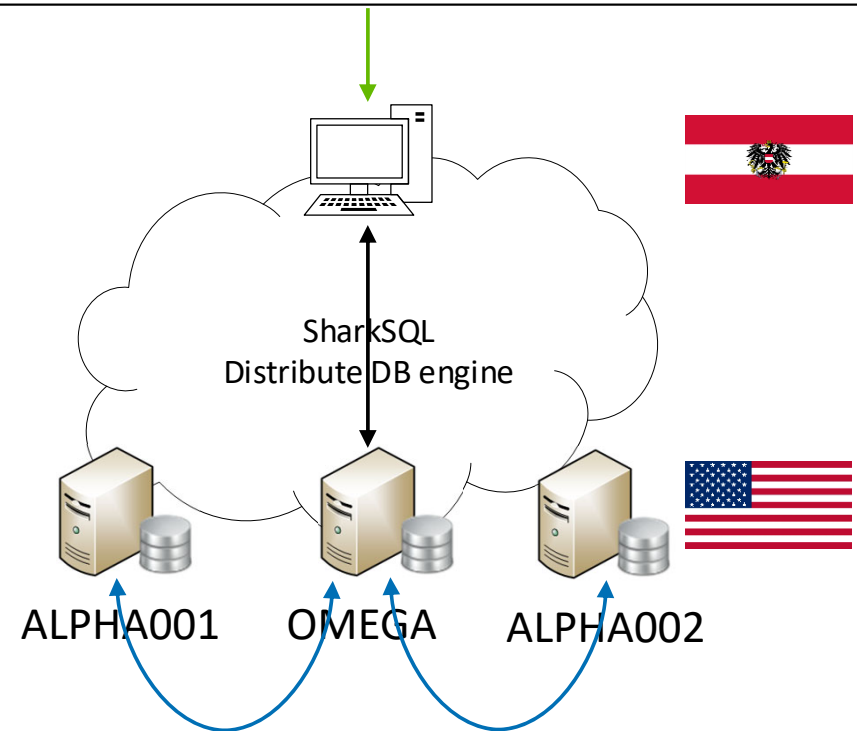 SharkSQL
Distribute DB engine
ALPHA001
OMEGA
ALPHA002